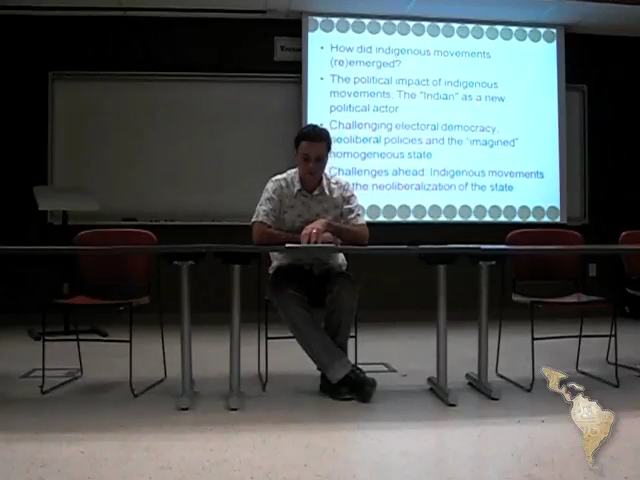 • How did indigenous movements
(re)emerged?
• The political impact of indigenous
movements. The "Indian" as a new
political actor
• Challenging electoral democracy,
neoliberal policies and the "imagined"
homogeneous state
Challenges ahead: Indigenous movements
the neoliberalization of the state